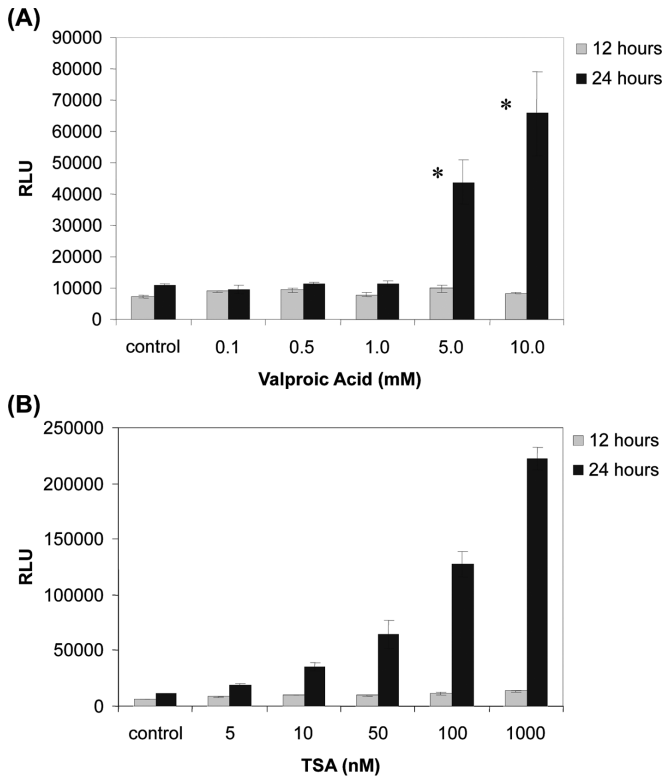 (A)
90000
80000
70000
60000
50000
40000
30000
20000
10000
0
RLU
12 hours
24 hours
*
*
control 0.1 0.5 1.0 5.0 10.0
Valproic Acid (mM)
(B)
250000
200000
150000
100000
50000
0
RLU
12 hours
24 hours
control 5 10 50 100 1000
TSA (nM)